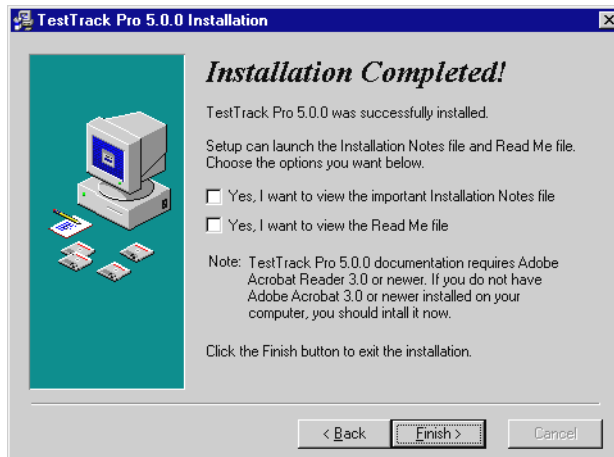 TestTrack Pro 5.0.0 Installation
Installation Completed!
TestTrack Pro 5.0.0 was successfully installed.
Setup can launch the Installation Notes file and Read Me file.
Choose the options you want below.
Yes, I want to view the important Installation Notes file
Yes, I want to view the Read Me file
Note: TestTrack Pro 5.0.0 documentation requires Adobe
Acrobat Reader 3.0 or newer. If you do not have
Adobe Acrobat 3.0 or newer installed on your
computer, you should intall it now.
Click the Finish button to exit the installation.
< Back Finish > Cancel